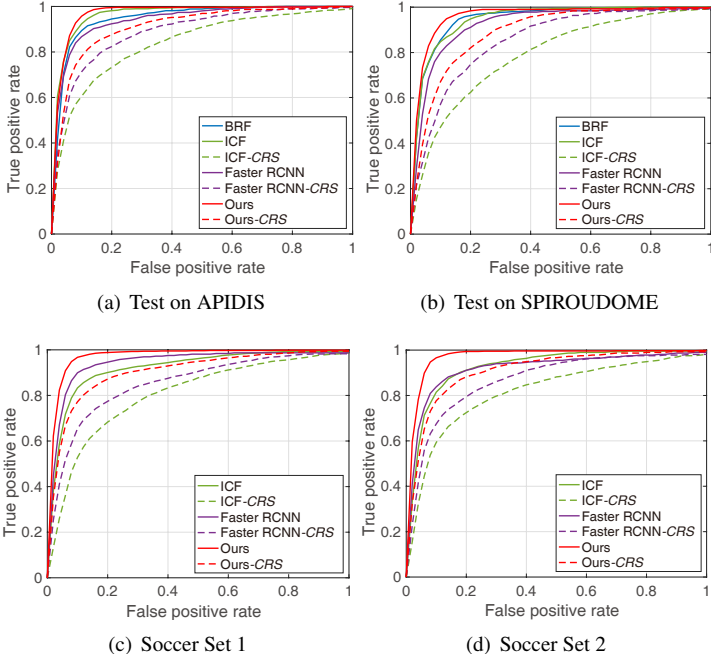 1
0.8
0.6
0.4
0.2
0
True positive rate
BRF
ICF
ICF-CRS
Faster RCNN
Faster RCNN-CRS
Ours
Ours-CRS
0 0.2 0.4 0.6 0.8 1
False positive rate
(a) Test on APIDIS
1
0.8
0.6
0.4
0.2
0
True positive rate
BRF
ICF
ICF-CRS
Faster RCNN
Faster RCNN-CRS
Ours
Ours-CRS
0 0.2 0.4 0.6 0.8 1
False positive rate
(b) Test on SPIROUDOME
1
0.8
0.6
0.4
0.2
0
True positive rate
ICF
ICF-CRS
Faster RCNN
Faster RCNN-CRS
Ours
Ours-CRS
0 0.2 0.4 0.6 0.8 1
False positive rate
(c) Soccer Set 1
1
0.8
0.6
0.4
0.2
0
True positive rate
ICF
ICF-CRS
Faster RCNN
Faster RCNN-CRS
Ours
Ours-CRS
0 0.2 0.4 0.6 0.8 1
False positive rate
(d) Soccer Set 2